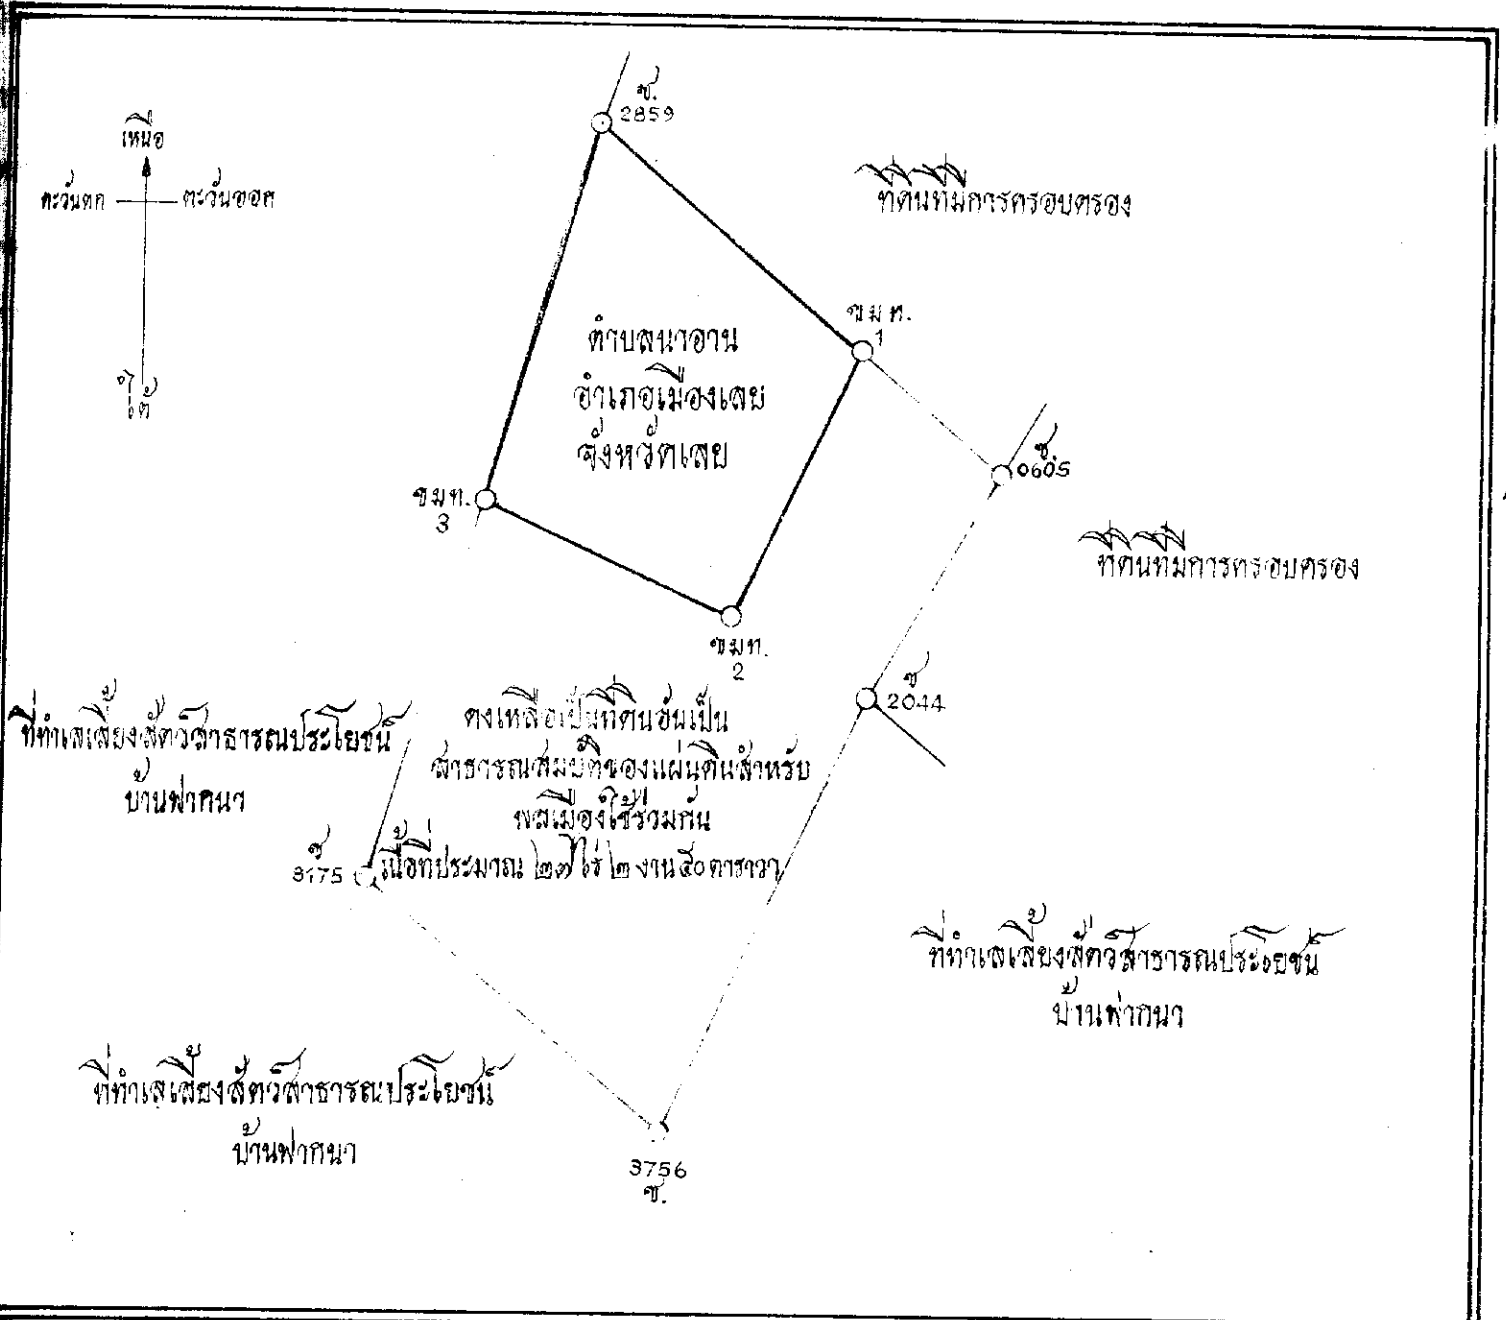 เหนือ
ตะวันตก
ตะวันออก
ใต้
ช.
2859
ที่ดินที่มีการครอบครอง
ขมท.
1
ตำบลนาอาน
อำเภอเมืองเลย
จังหวัดเลย
ช.
0605
ขมท.
3
ที่ดินที่มีการครอบครอง
ขมท.
2
ช
2044
ที่ทำเลเลี้ยงสัตว์สาธารณประโยชน์
บ้านฟากนา
คงเหลือเป็นที่ดินอันเป็น
สาธารณสมบัติของแผ่นดินสำหรับ
พลเมืองใช้ร่วมกัน
เนื้อที่ประมาณ ๒๗ ไร่ ๒ งาน ๕๐ ตารางวา
ช
3175
ที่ทำเลเลี้ยงสัตว์สาธารณประโยชน์
บ้านฟากนา
ที่ทำเลเลี้ยงสัตว์สาธารณประโยชน์
บ้านฟากนา
3756
ช.